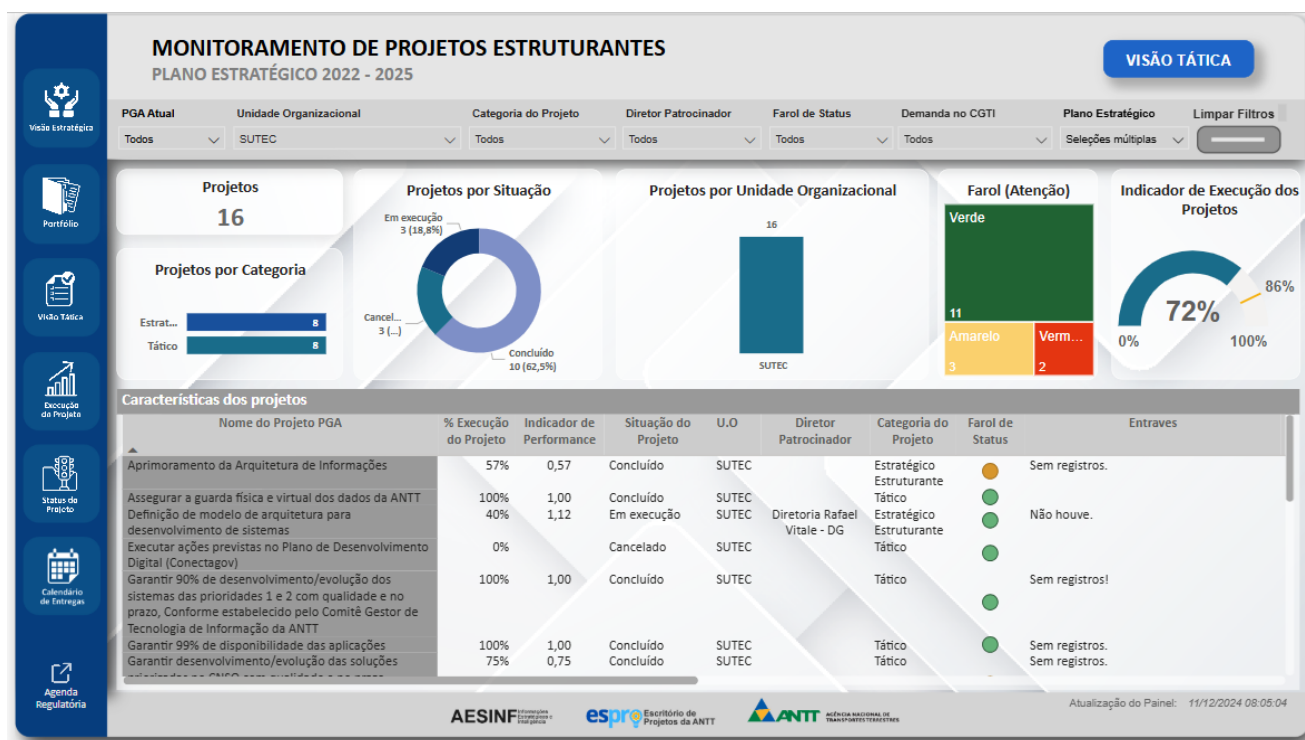 MONITORAMENTO DE PROJETOS ESTRUTURANTES
PLANO ESTRATÉGICO 2022 - 2025
VISÃO TÁTICA
Visão Estratégica
Portfólio
Visão Tática
Execução
do Projeto
Status do
Projeto
Calendário
de Entregas
Agenda
Regulatória
PGA Atual
Todos
Unidade Organizacional
SUTEC
Categoria do Projeto
Todos
Diretor Patrocinador
Todos
Farol de Status
Todos
Demanda no CGTI
Todos
Plano Estratégico
Seleções múltiplas
Limpar Filtros
Projetos
16
Projetos por Categoria
Estrat... 8
Tático 8
Projetos por Situação
Em execução
3 (18,8%)
Cancel...
3 (...)
Concluído
10 (62,5%)
Projetos por Unidade Organizacional
16
SUTEC
Farol (Atenção)
Verde
11
Amarelo
3
Verm...
2
Indicador de Execução dos
Projetos
86%
72%
0%
100%
Características dos projetos
Nome do Projeto PGA
% Execução
do Projeto
Indicador de
Performance
Situação do
Projeto
U.O
Diretor
Patrocinador
Categoria do
Projeto
Farol de
Status
Entraves
Aprimoramento da Arquitetura de Informações 57% 0,57 Concluído SUTEC Estratégico Sem registros.
Estruturante
Assegurar a guarda física e virtual dos dados da ANTT 100% 1,00 Concluído SUTEC Tático
Definição de modelo de arquitetura para 40% 1,12 Em execução SUTEC Diretoria Rafael Estratégico Não houve.
desenvolvimento de sistemas Vitale - DG Estruturante
Executar ações previstas no Plano de Desenvolvimento 0% Cancelado SUTEC Tático
Digital (Conectagov)
Garantir 90% de desenvolvimento/evolução dos 100% 1,00 Concluído SUTEC Tático Sem registros!
sistemas das prioridades 1 e 2 com qualidade e no
prazo, Conforme estabelecido pelo Comitê Gestor de
Tecnologia de Informação da ANTT
Garantir 99% de disponibilidade das aplicações 100% 1,00 Concluído SUTEC Tático Sem registros.
Garantir desenvolvimento/evolução das soluções 75% 0,75 Concluído SUTEC Tático Sem registros.
AESINF
espro Escritório de
Projetos da ANTT
ANTT AGÊNCIA NACIONAL DE
TRANSPORTES TERRESTRES
Atualização do Painel: 11/12/2024 08:05:04